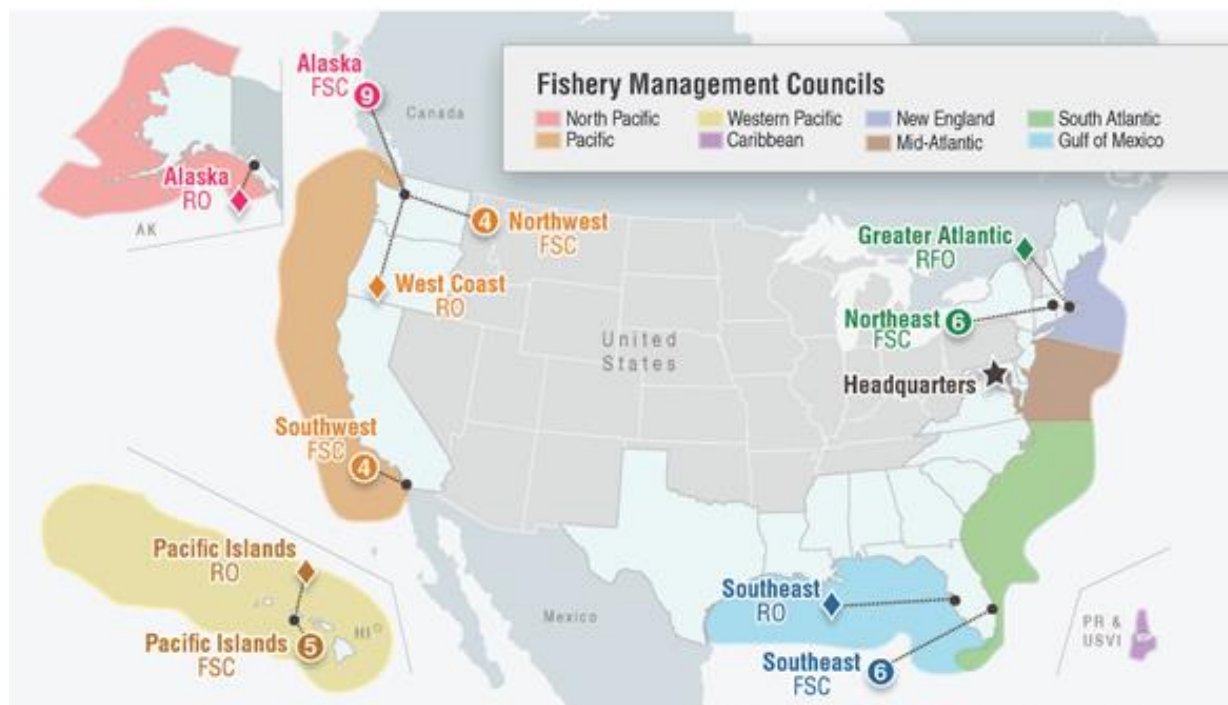 Alaska
FSC
9
Canada
Fishery Management Councils
North Pacific
Western Pacific
New England
South Atlantic
Pacific
Caribbean
Mid-Atlantic
Gulf of Mexico
Alaska
RO
AK
4
Northwest
FSC
West Coast
RO
Greater Atlantic
RFO
Northeast
6
FSC
United
States
Headquarters
Southwest
FSC
4
Pacific Islands
RO
HI
Pacific Islands
5
FSC
Mexico
Southeast
RO
Southeast
6
FSC
PR &
USVI